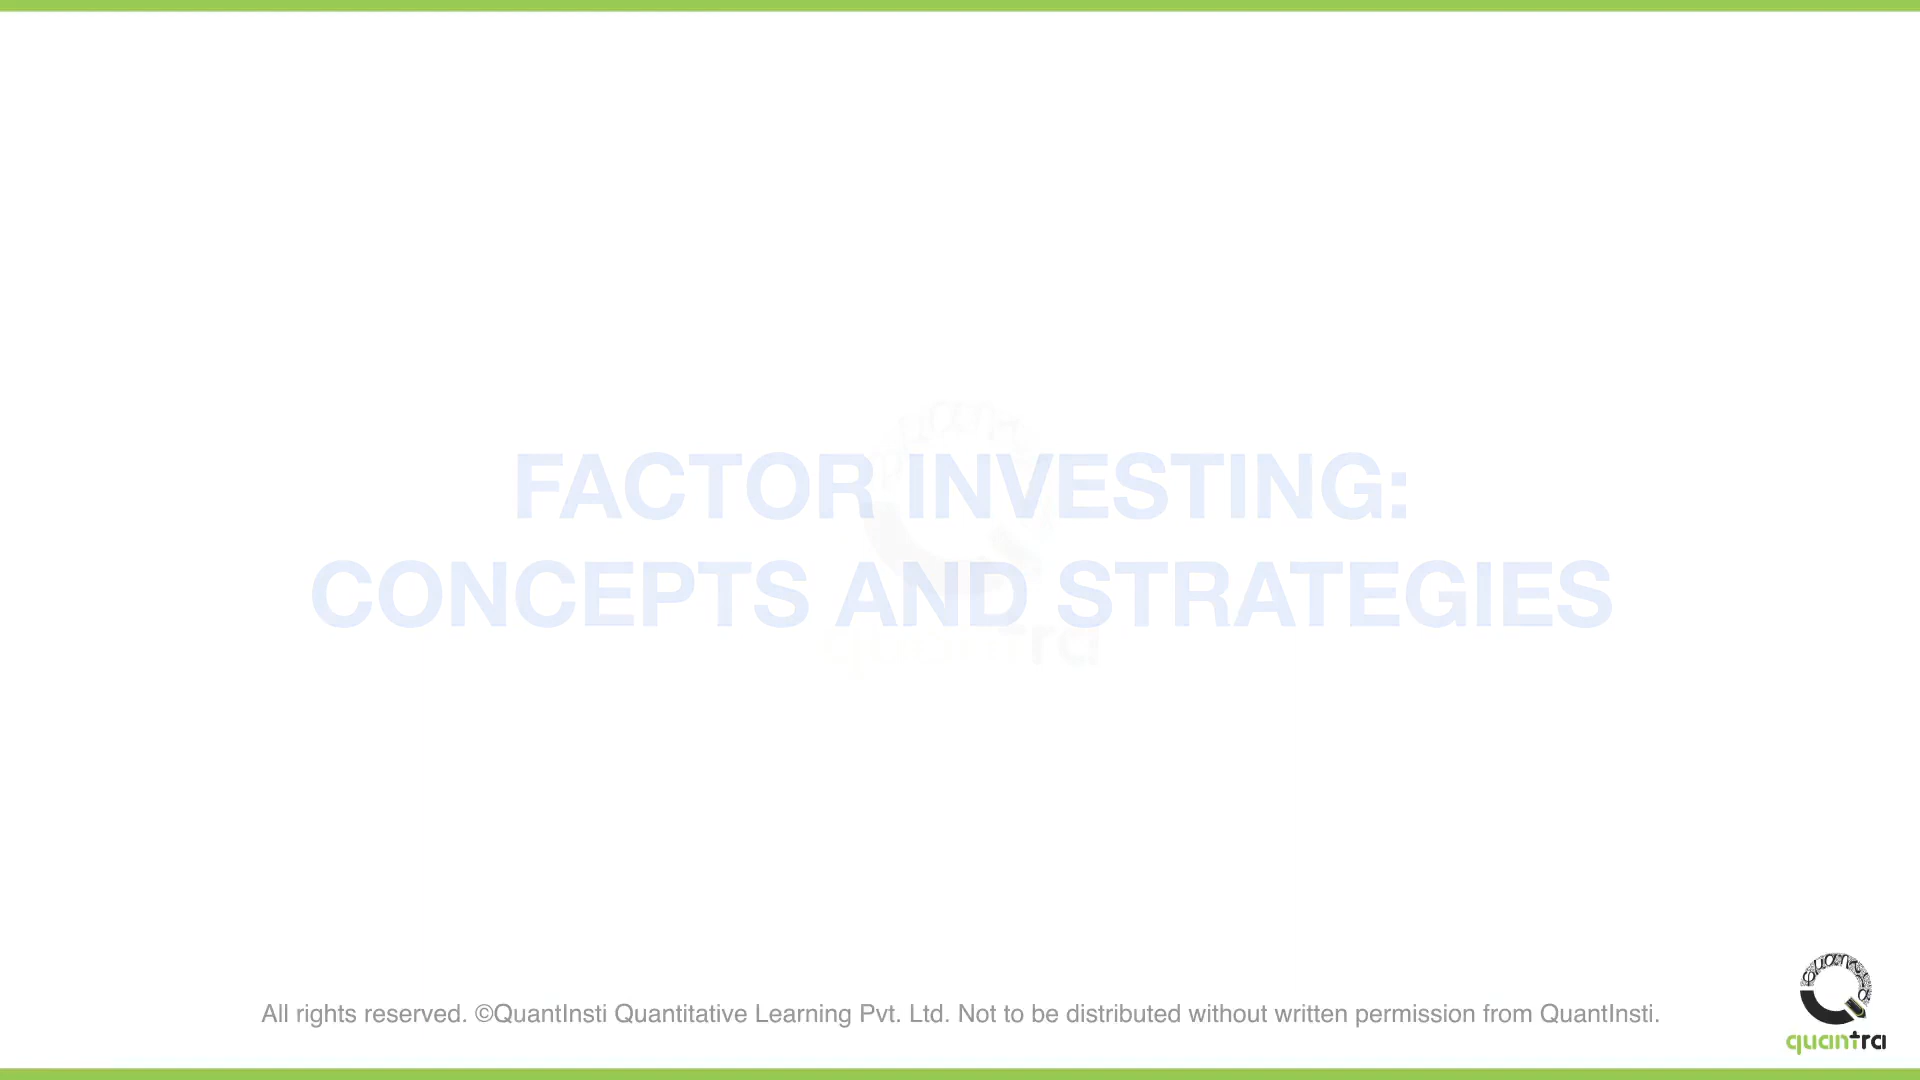 FACTOR INVESTING:
CONCEPTS AND STRATEGIES
quantra
All rights reserved. ©QuantInsti Quantitative Learning Pvt. Ltd. Not to be distributed without written permission from QuantInsti.
quantra